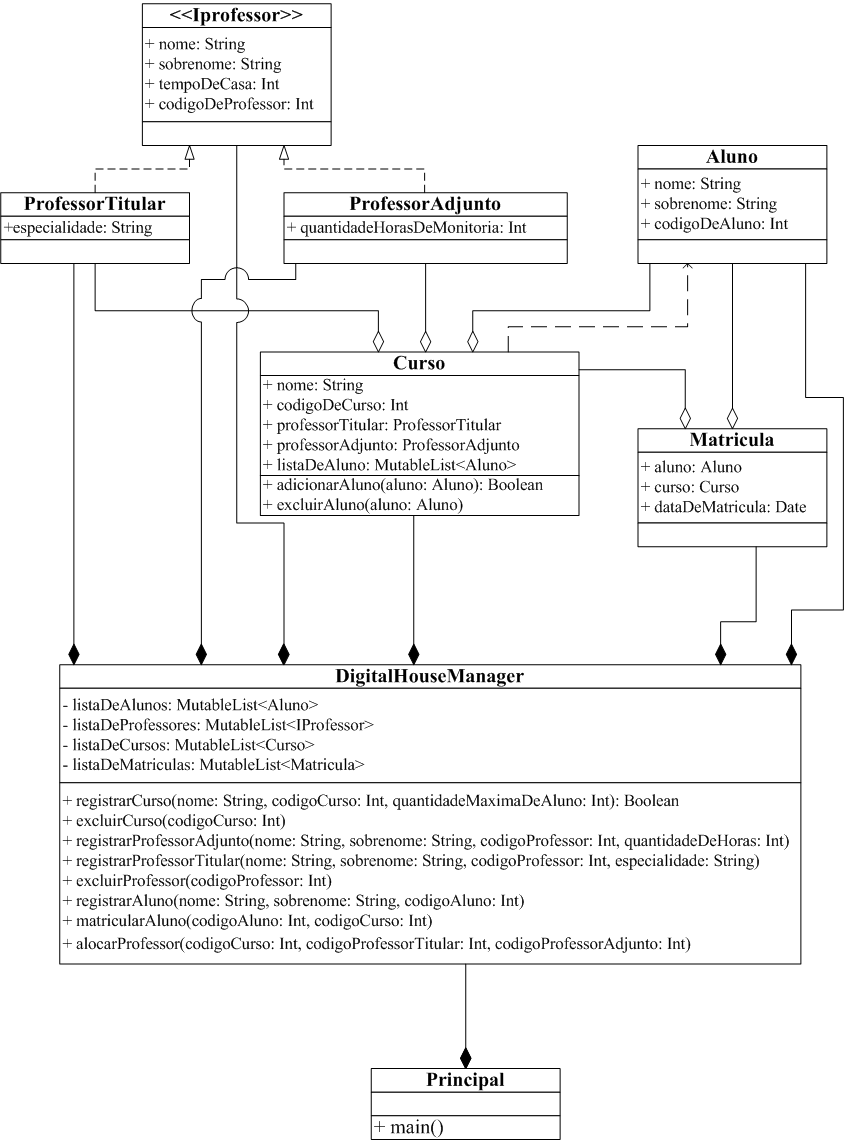 <<Iprofessor>>
+ nome: String
+ sobrenome: String
+ tempoDeCasa: Int
+ codigoDeProfessor: Int
Aluno
+ nome: String
+ sobrenome: String
+ codigoDeAluno: Int
ProfessorTitular
+especialidade: String
ProfessorAdjunto
+ quantidadeHorasDeMonitoria: Int
Curso
+ nome: String
+ codigoDeCurso: Int
+ professorTitular: ProfessorTitular
+ professorAdjunto: ProfessorAdjunto
+ listaDeAluno: MutableList<Aluno>
+ adicionarAluno(aluno: Aluno): Boolean
+ excluirAluno(aluno: Aluno)
Matricula
+ aluno: Aluno
+ curso: Curso
+ dataDeMatricula: Date
DigitalHouseManager
- listaDeAlunos: MutableList<Aluno>
- listaDeProfessores: MutableList<IProfessor>
- listaDeCursos: MutableList<Curso>
- listaDeMatriculas: MutableList<Matricula>
+ registrarCurso(nome: String, codigoCurso: Int, quantidadeMaximaDeAluno: Int): Boolean
+ excluirCurso(codigoCurso: Int)
+ registrarProfessorAdjunto(nome: String, sobrenome: String, codigoProfessor: Int, quantidadeDeHoras: Int)
+ registrarProfessorTitular(nome: String, sobrenome: String, codigoProfessor: Int, especialidade: String)
+ excluirProfessor(codigoProfessor: Int)
+ registrarAluno(nome: String, sobrenome: String, codigoAluno: Int)
+ matricularAluno(codigoAluno: Int, codigoCurso: Int)
+ alocarProfessor(codigoCurso: Int, codigoProfessorTitular: Int, codigoProfessorAdjunto: Int)
Principal
+ main()